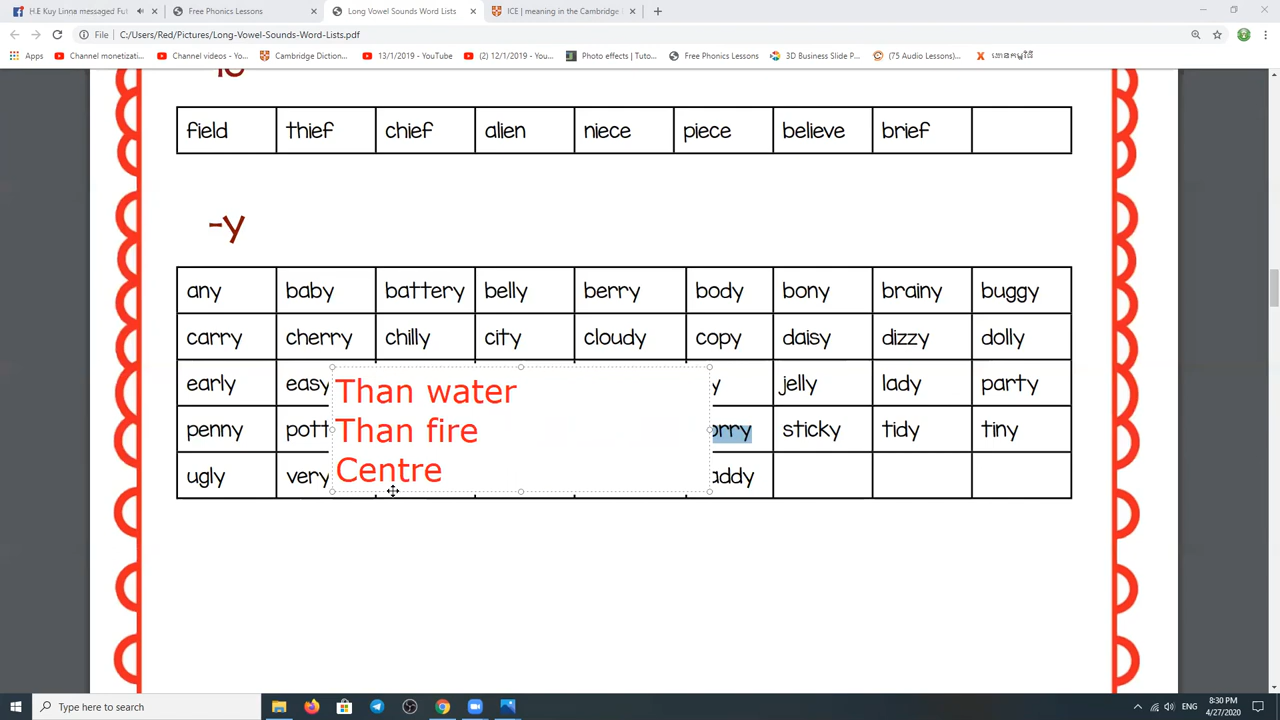 H.E Kuy Linna messaged Fut
Free Phonics Lessons
Long Vowel Sounds Word Lists
ICE | meaning in the Cambridge
File | C:/Users/Red/Pictures/Long-Vowel-Sounds-Word-Lists.pdf
Apps Channel monetizati... Channel videos - Yo... Cambridge Diction... 13/1/2019 - YouTube (2) 12/1/2019 - You... Photo effects | Tuto... Free Phonics Lessons 3D Business Slide P... (75 Audio Lessons)...
field thief chief alien niece piece believe brief
-y
any baby battery belly berry body bony brainy buggy
carry cherry chilly city cloudy copy daisy dizzy dolly
early easy y jelly lady party
Than water
Than fire
penny pott orry sticky tidy tiny
Centre
ugly very addy
Type here to search
ENG
8:30 PM
4/27/2020